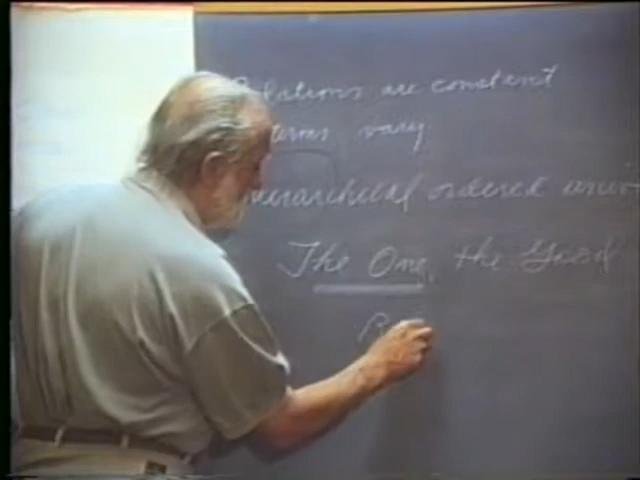 Relations are constant
terms vary
hierarchical ordered
The One, the Good